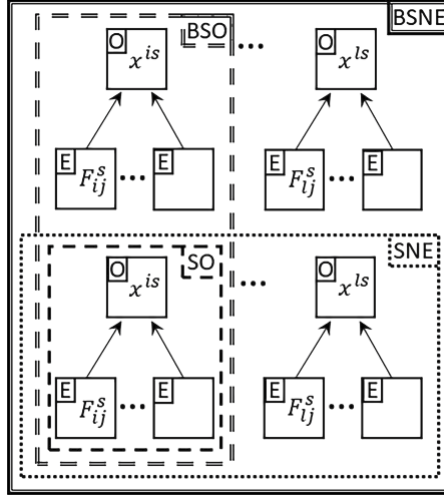 BSO
BSNE
O
x^{is}
...
O
x^{ls}
E
F_{ij}^{s}
...
E
E
F_{lj}^{s}
...
E
SNE
SO
O
x^{is}
...
O
x^{ls}
E
F_{ij}^{s}
...
E
E
F_{lj}^{s}
...
E